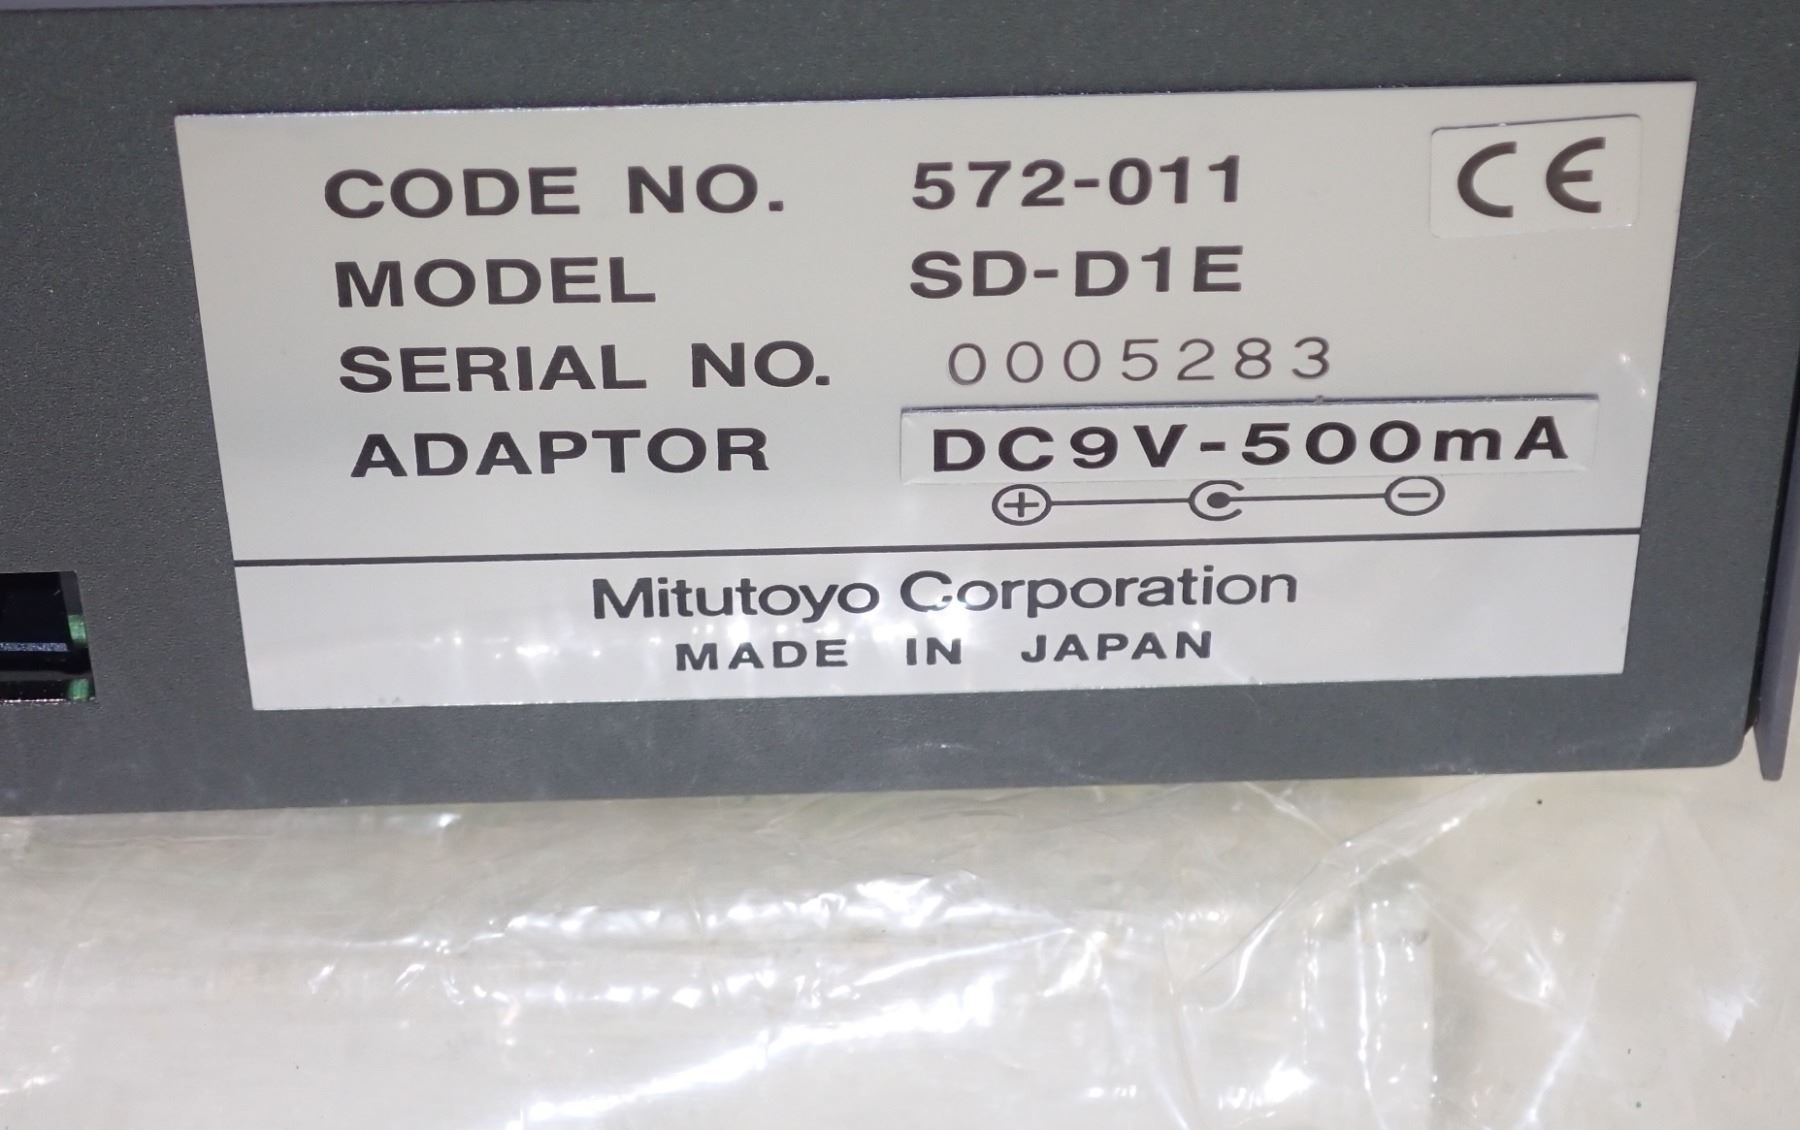 CODE NO. 572-011 CE
MODEL SD-D1E
SERIAL NO. 0005283
ADAPTOR DC9V-500mA
Mitutoyo Corporation
MADE IN JAPAN